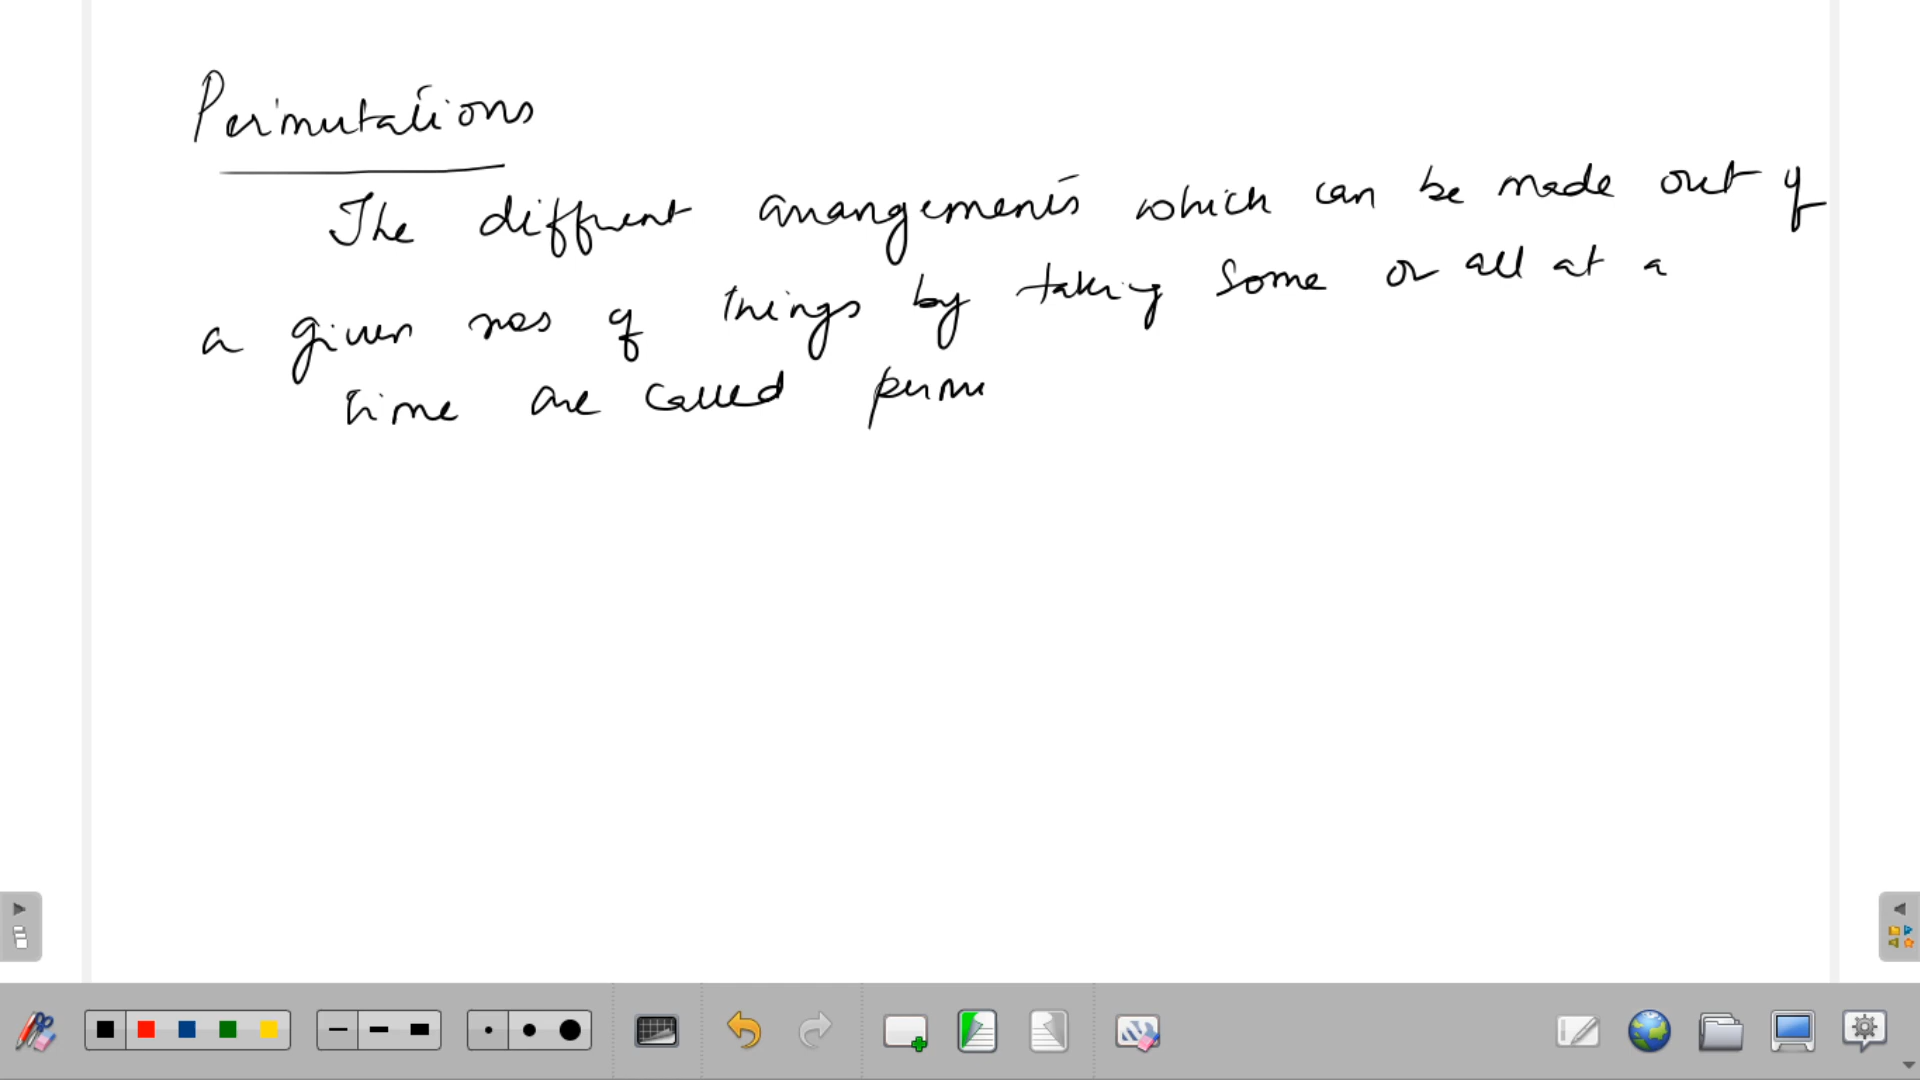 Permutations
The different arrangements which can be made out of
a given nos of things by taking some or all at a
time are called permu